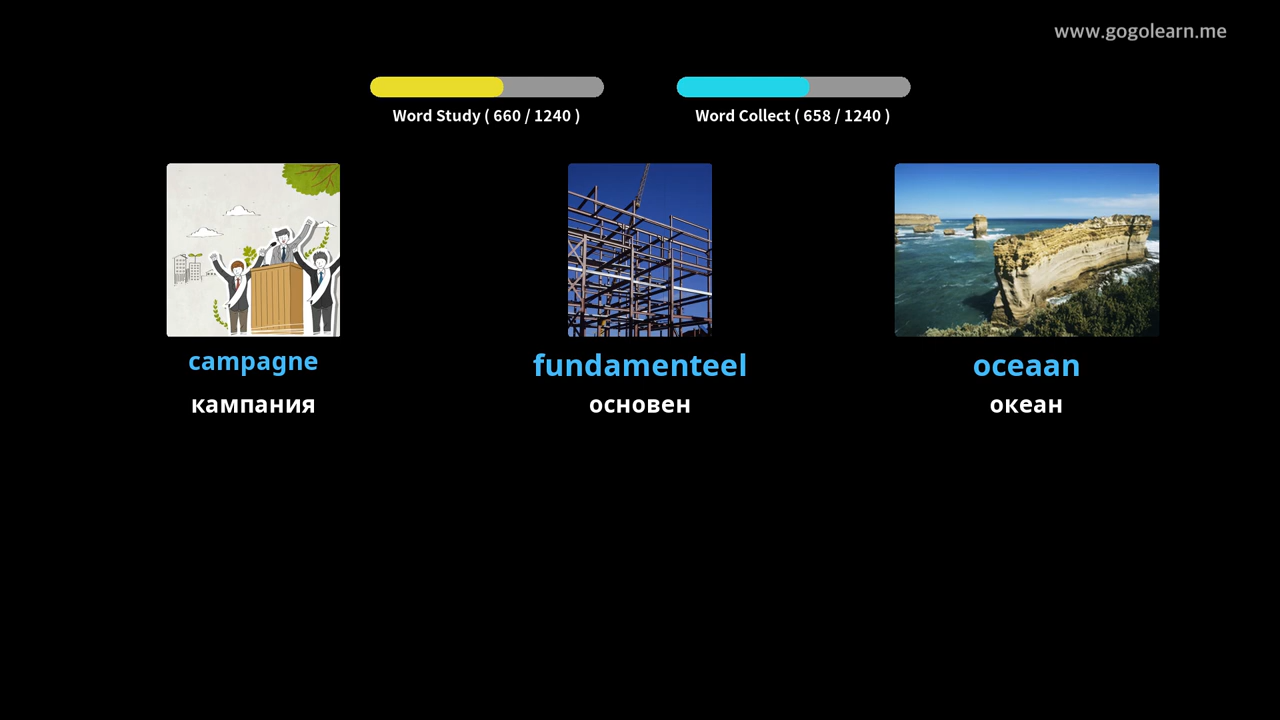 www.gogolearn.me
Word Study ( 660 / 1240 )
Word Collect ( 658 / 1240 )
campagne
кампания
fundamenteel
основен
oceaan
океан